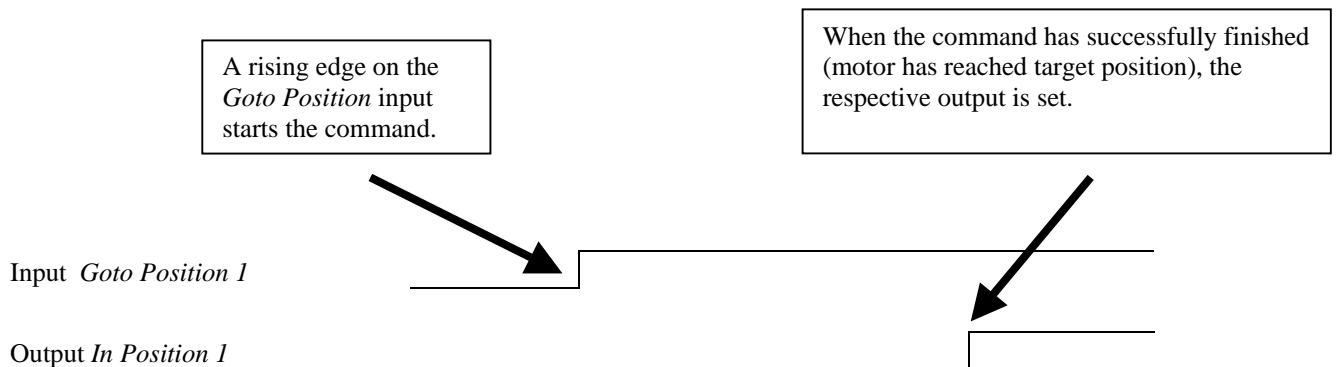 A rising edge on the
Goto Position input
starts the command.
When the command has successfully finished
(motor has reached target position), the
respective output is set.
Input Goto Position 1
Output In Position 1